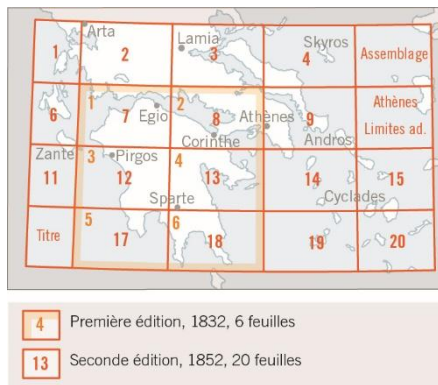 Arta
Lamia
Skyros
1
2
3
4
Assemblage
1
2
Athènes
6
7
Egio
8
Athènes
9
Limites ad.
Corinthe
Andros
Zante
3
Pirgos
4
11
12
13
14
15
Sparte
Cyclades
5
6
Titre
17
18
19
20
4 Première édition, 1832, 6 feuilles
13 Seconde édition, 1852, 20 feuilles